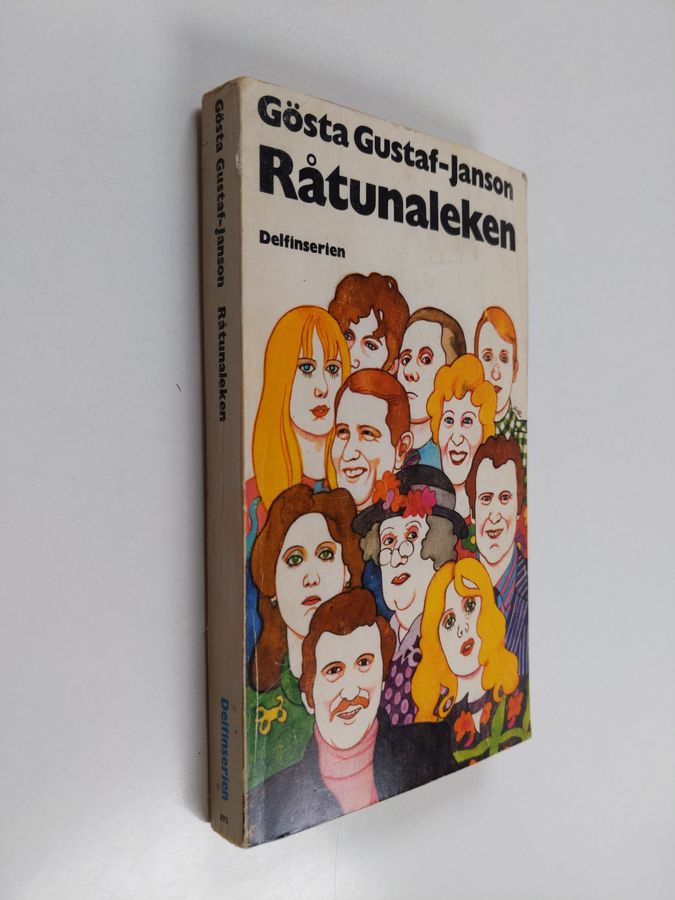 Gösta Gustaf-Janson
Råtunaleken
Delfinserien
Gösta Gustaf-Janson Råtunaleken
Delfinserien